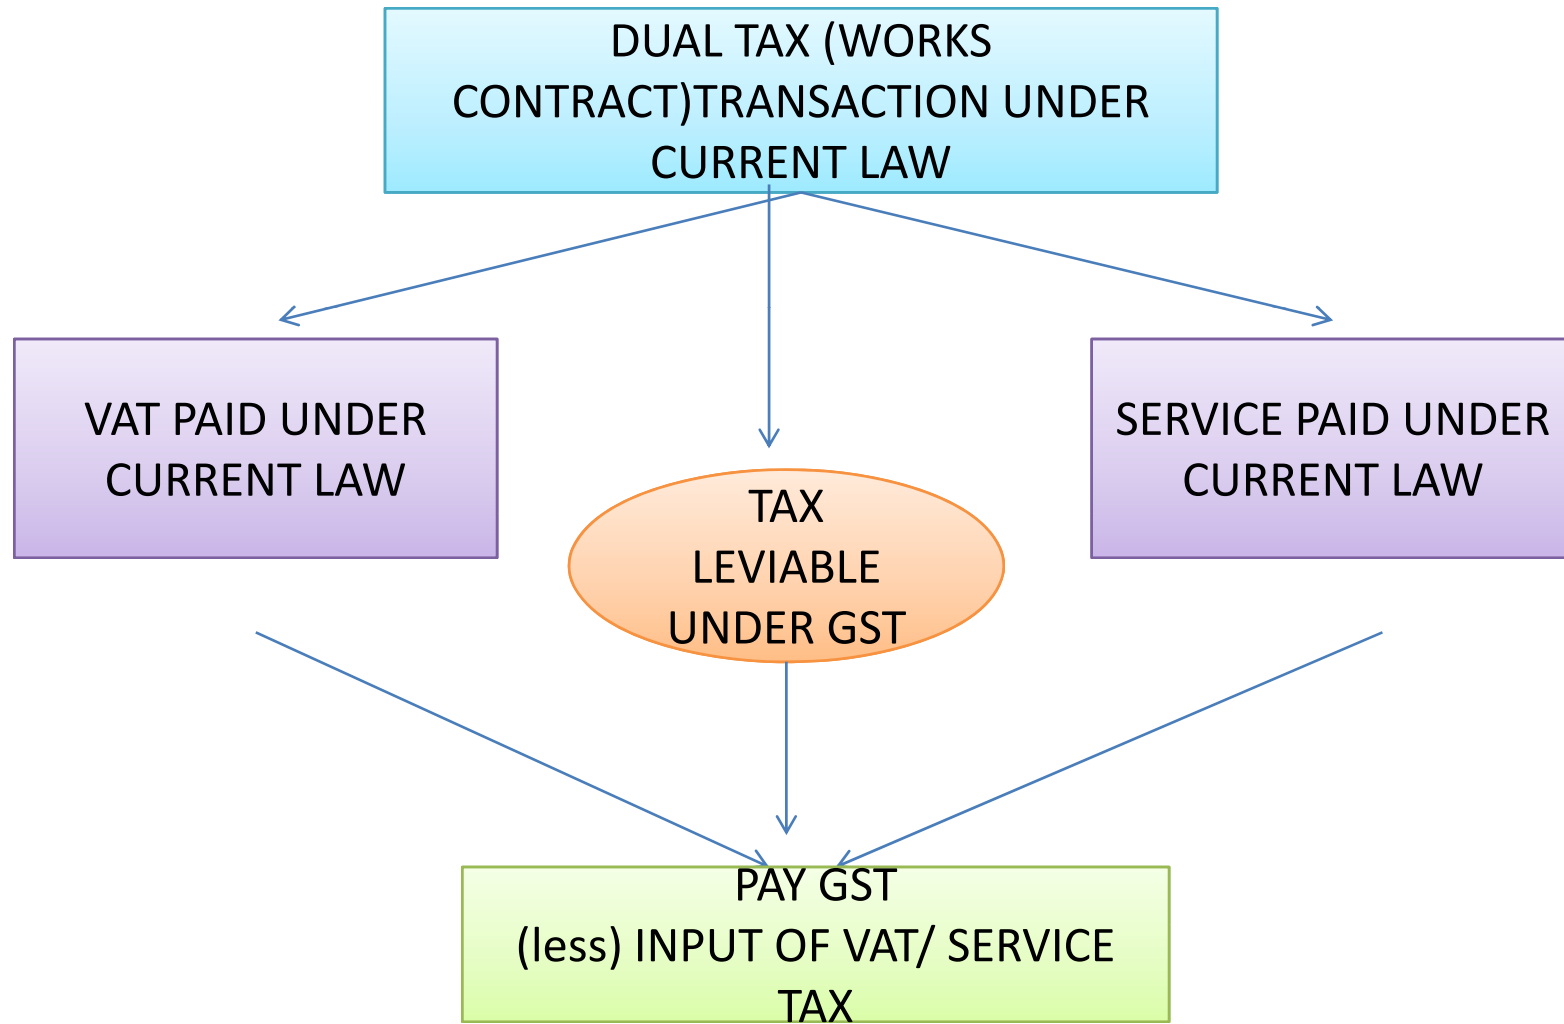 DUAL TAX (WORKS
CONTRACT)TRANSACTION UNDER
CURRENT LAW
VAT PAID UNDER
CURRENT LAW
SERVICE PAID UNDER
CURRENT LAW
TAX
LEVIABLE
UNDER GST
PAY GST
(less) INPUT OF VAT/ SERVICE
TAX